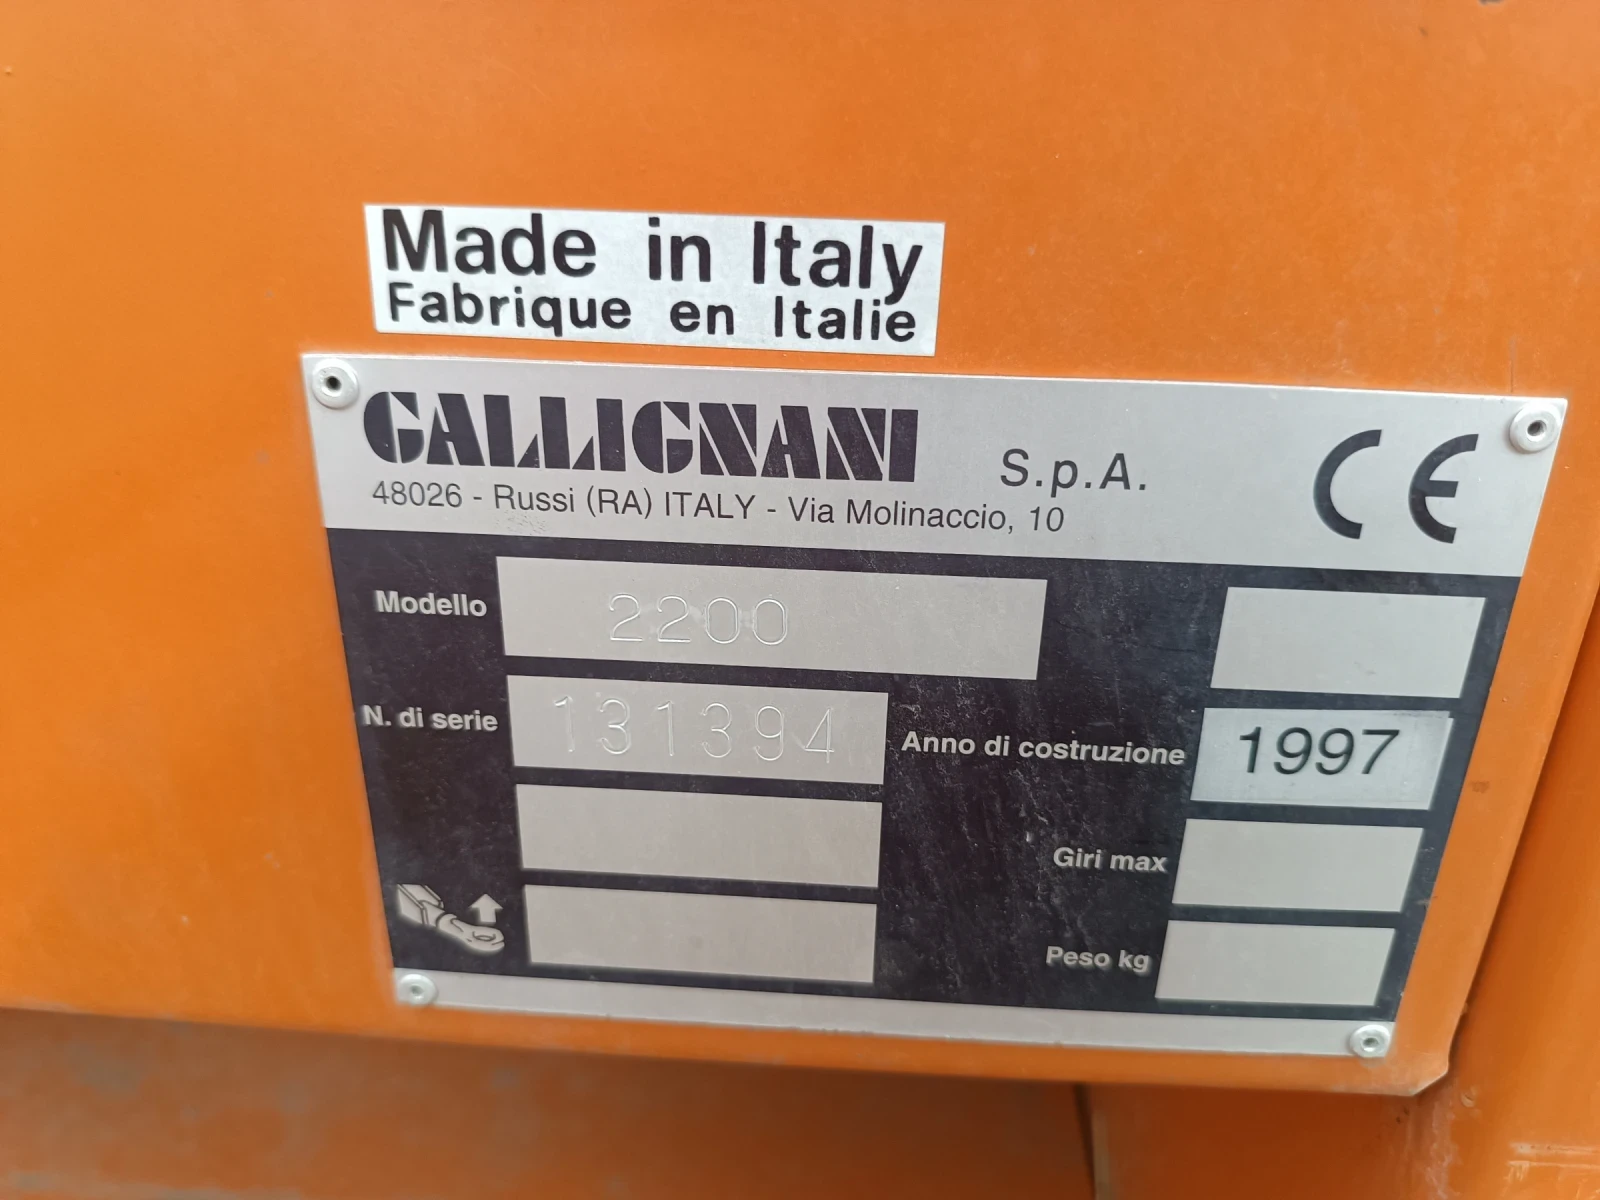 Made in Italy
Fabrique en Italie
GALLIGNANI S.p.A. CE
48026 - Russi (RA) ITALY - Via Molinaccio, 10
Modello 2200
N. di serie 131394
Anno di costruzione 1997
Giri max
Peso kg